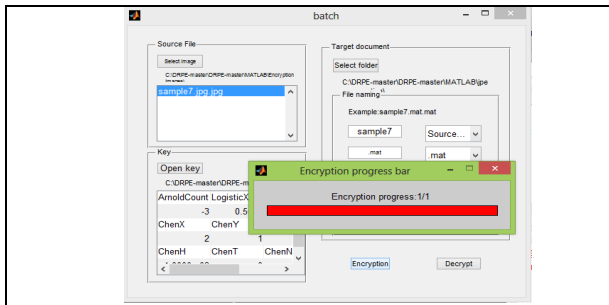 batch
Source File
Select Image
C:\DRPE-master\DRPE-master\MATLAB\Encryption
Images\
sample7.jpg.jpg
Target document
Select folder
C:\DRPE-master\DRPE-master\MATLAB\jpe
File naming
Example:sample7.mat.mat
sample7
Source...
.mat
.mat
Key
Open key
C:\DRPE-master\DRPE-m
ArnoldCount LogisticX
-3 0.5
ChenX ChenY
2 1
ChenH ChenT ChenN
Encryption progress bar
Encryption progress:1/1
Encryption
Decrypt